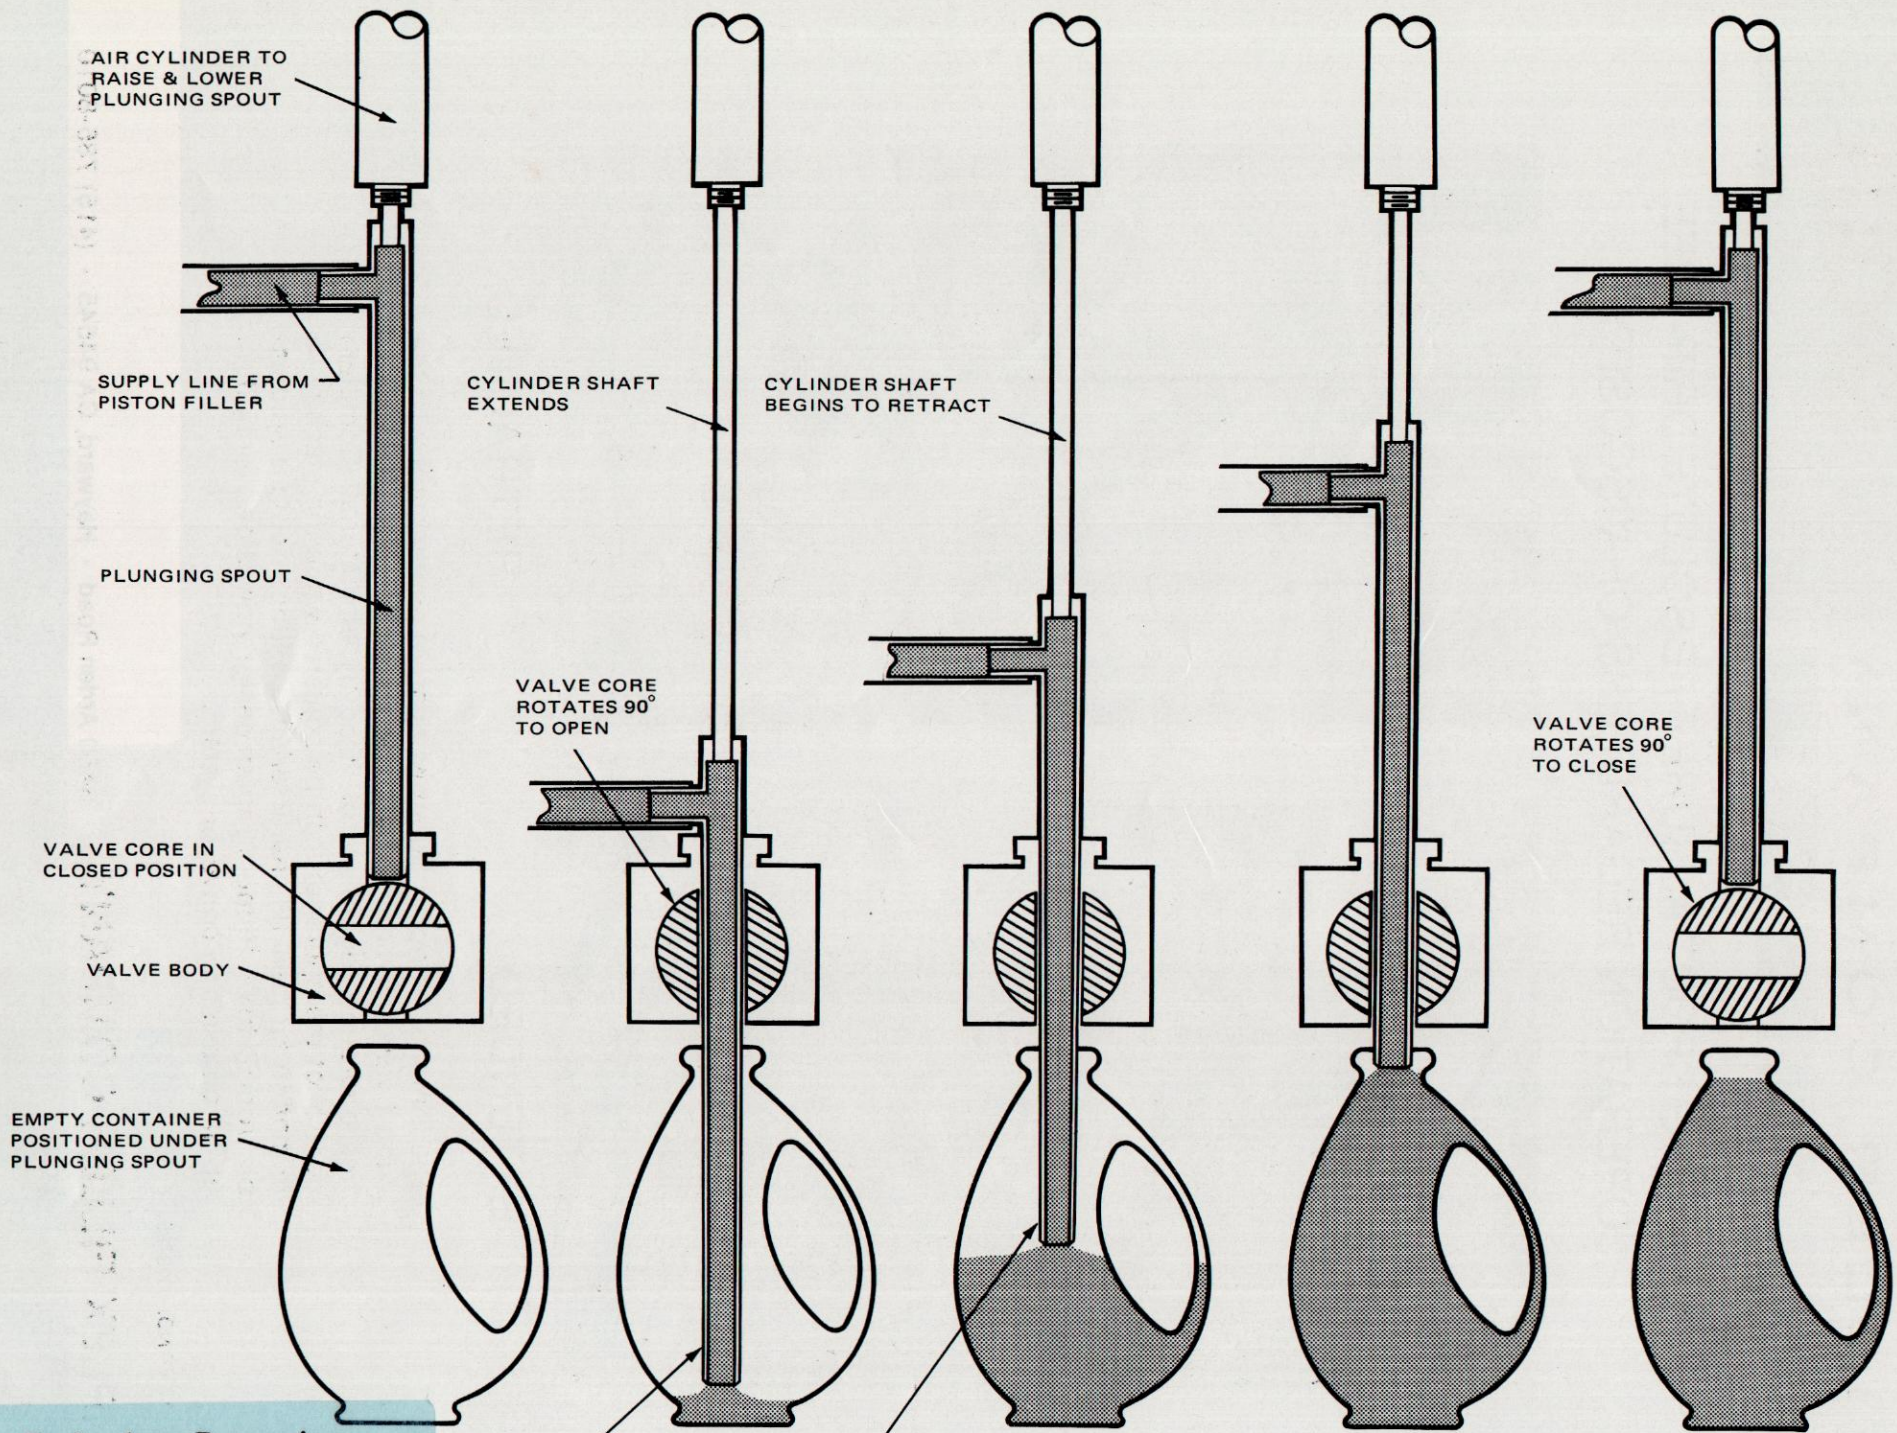 AIR CYLINDER TO
RAISE & LOWER
PLUNGING SPOUT
SUPPLY LINE FROM
PISTON FILLER
CYLINDER SHAFT
EXTENDS
CYLINDER SHAFT
BEGINS TO RETRACT
PLUNGING SPOUT
VALVE CORE
ROTATES 90°
TO OPEN
VALVE CORE
ROTATES 90°
TO CLOSE
VALVE CORE IN
CLOSED POSITION
VALVE BODY
EMPTY CONTAINER
POSITIONED UNDER
PLUNGING SPOUT